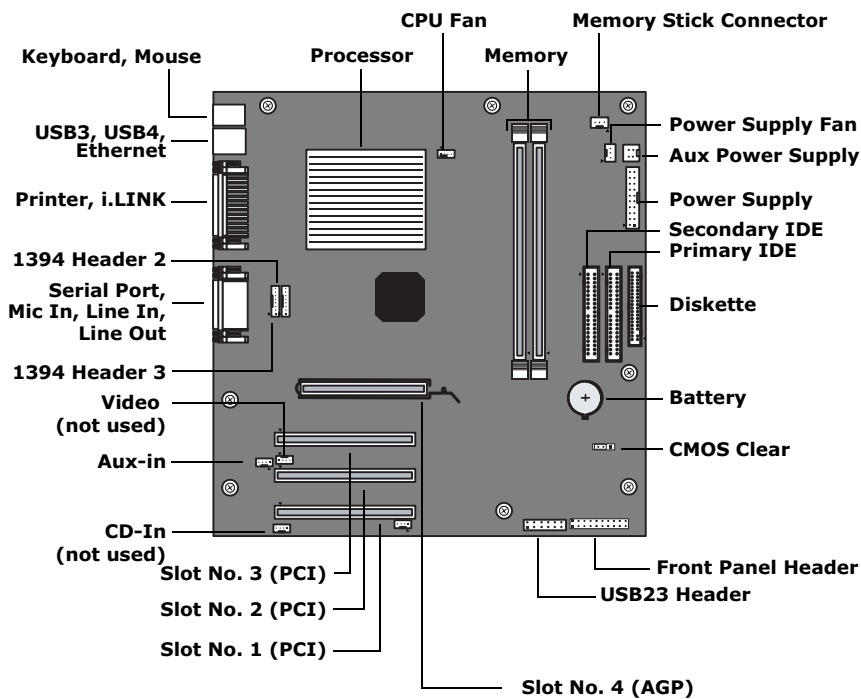 CPU Fan
Memory Stick Connector
Keyboard, Mouse
Processor
Memory
USB3, USB4,
Ethernet
Power Supply Fan
Aux Power Supply
Printer, i.LINK
Power Supply
Secondary IDE
Primary IDE
1394 Header 2
Serial Port,
Mic In, Line In,
Line Out
Diskette
1394 Header 3
Video
(not used)
Battery
Aux-in
CMOS Clear
CD-In
(not used)
Slot No. 3 (PCI)
Front Panel Header
USB23 Header
Slot No. 2 (PCI)
Slot No. 1 (PCI)
Slot No. 4 (AGP)